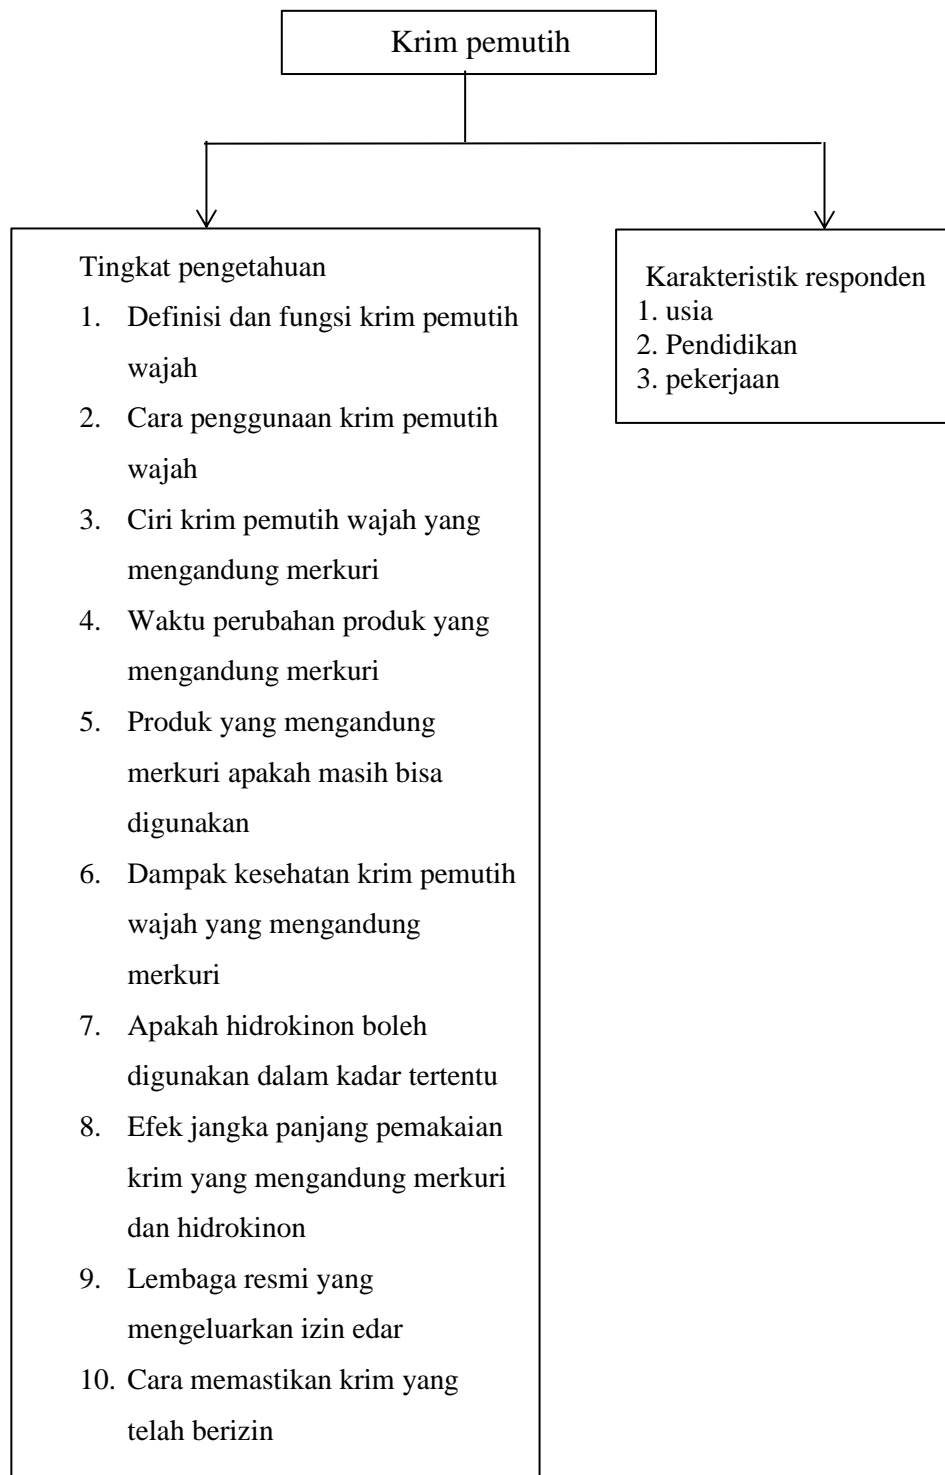 Krim pemutih
Tingkat pengetahuan
1. Definisi dan fungsi krim pemutih
wajah
2. Cara penggunaan krim pemutih
wajah
3. Ciri krim pemutih wajah yang
mengandung merkuri
4. Waktu perubahan produk yang
mengandung merkuri
5. Produk yang mengandung
merkuri apakah masih bisa
digunakan
6. Dampak kesehatan krim pemutih
wajah yang mengandung
merkuri
7. Apakah hidrokinon boleh
digunakan dalam kadar tertentu
8. Efek jangka panjang pemakaian
krim yang mengandung merkuri
dan hidrokinon
9. Lembaga resmi yang
mengeluarkan izin edar
10. Cara memastikan krim yang
telah berizin
Karakteristik responden
1. usia
2. Pendidikan
3. pekerjaan